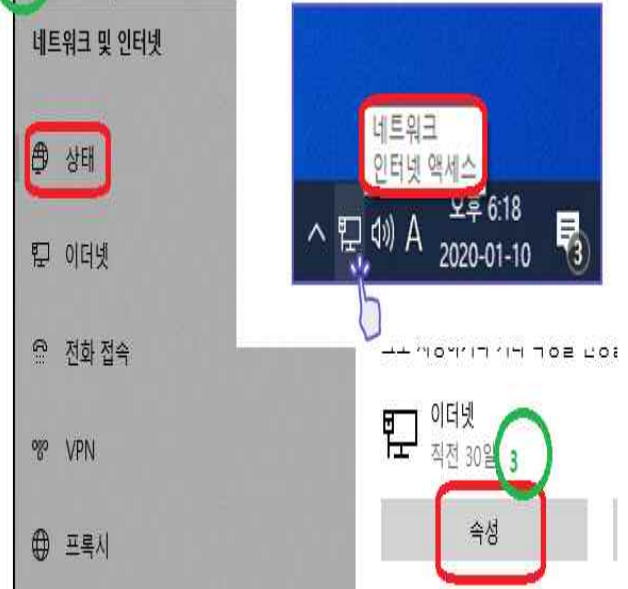 네트워크 및 인터넷
상태
이더넷
전화 접속
VPN
프록시
네트워크
인터넷 액세스
A
오후 6:18
2020-01-10
3
이더넷
직전 30일
3
속성